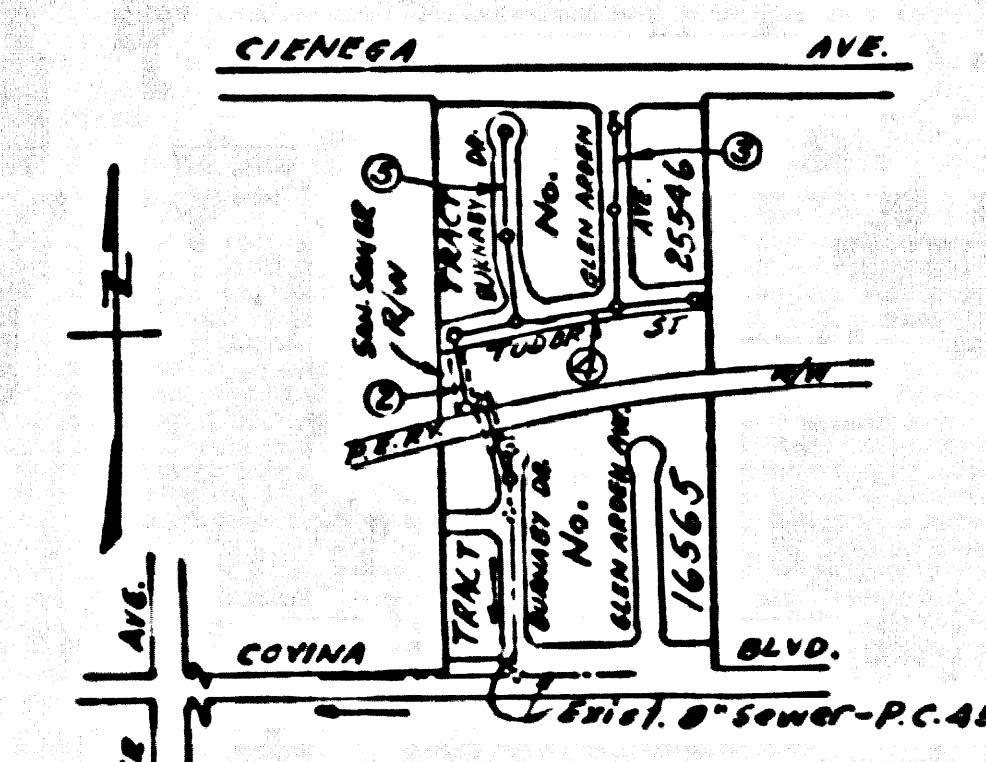 CIENEGA AVE.
TRACT No. 25546
BURNABY DR.
GLEN ARDEN AVE.
5
3
SAN. SEWER
R/W
N
TUDOR ST
4
2
R/W
P.E. RY.
TRACT No. 16565
BURNABY DR.
GLEN ARDEN AVE.
AVE.
COVINA BLVD.
Exist. 8" Sewer-P.C.